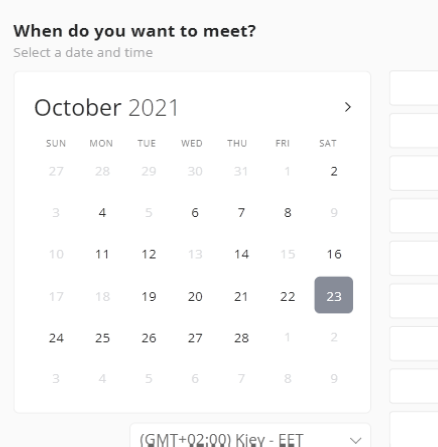 When do you want to meet?
Select a date and time
October 2021
SUN MON TUE WED THU FRI SAT
27 28 29 30 31 1 2
3 4 5 6 7 8 9
10 11 12 13 14 15 16
17 18 19 20 21 22 23
24 25 26 27 28 1 2
3 4 5 6 7 8 9
(GMT+02:00) Kiev - EET